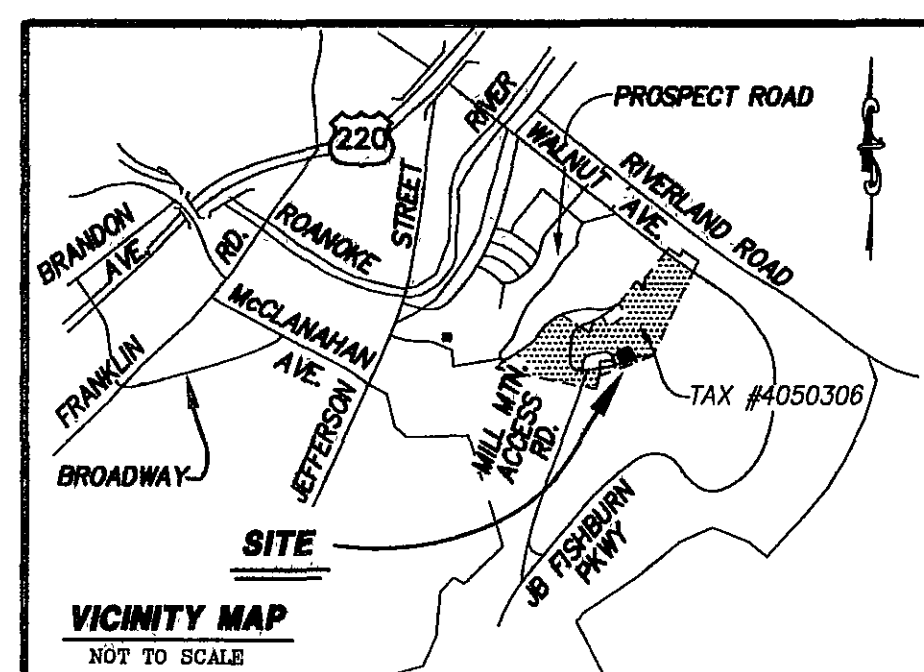 PROSPECT ROAD
220
RIVER
WALNUT AVE.
RIVERLAND ROAD
STREET
ROANOKE
BRANDON
AVE.
RD.
McCLANAHAN
AVE.
FRANKLIN
JEFFERSON
MILL MTN.
ACCESS
RD.
TAX #4050306
BROADWAY
JB FISHBURN
PKWY
SITE
VICINITY MAP
NOT TO SCALE